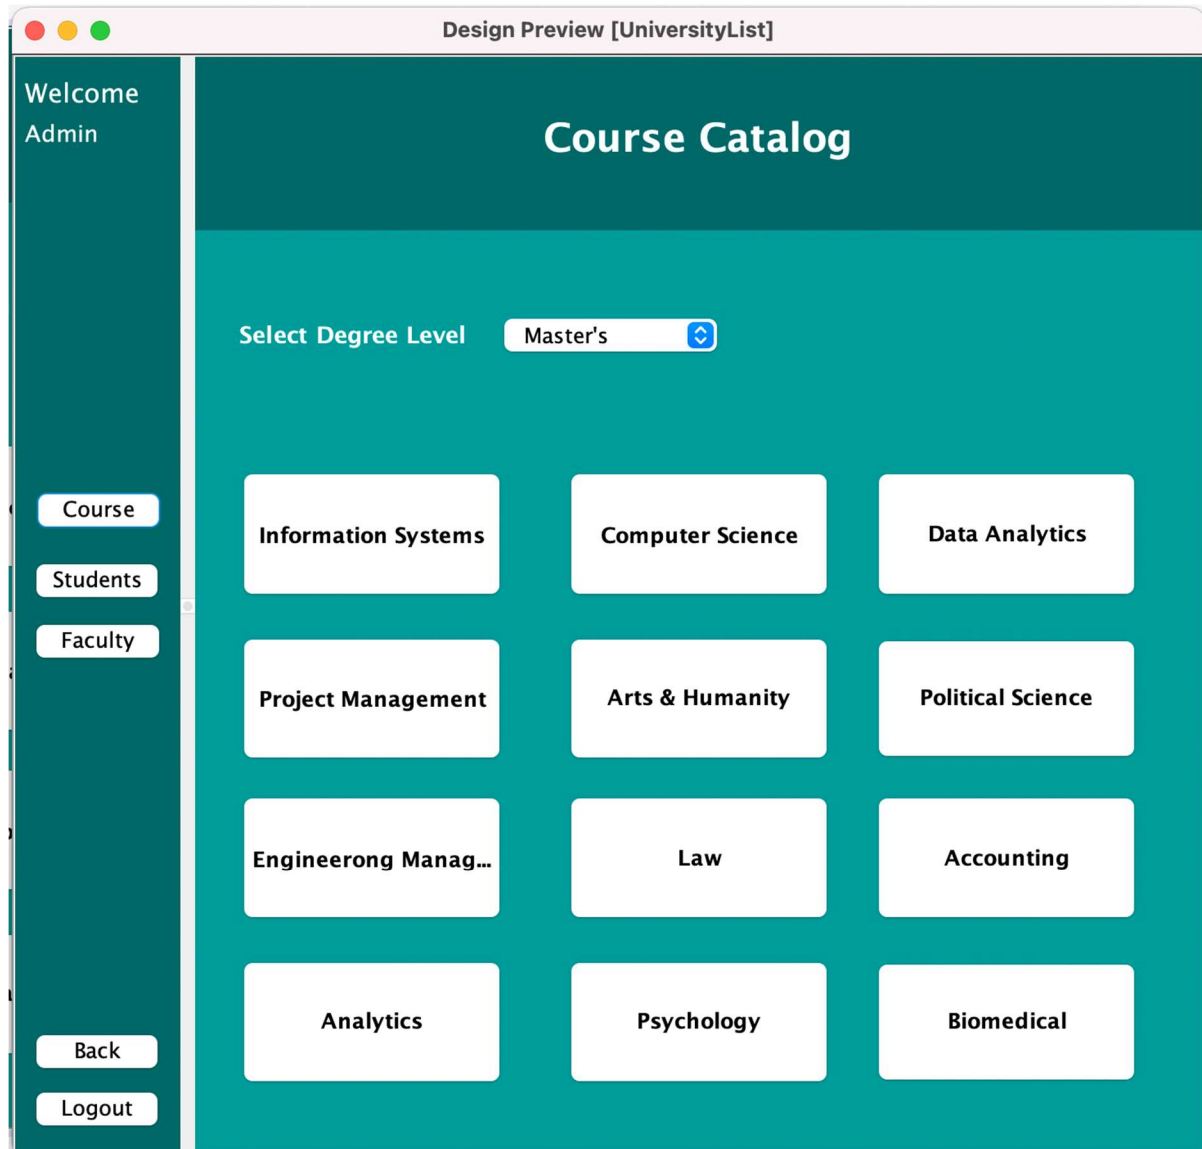 Design Preview [UniversityList]
Welcome
Admin
Course Catalog
Select Degree Level
Master's
Course
Students
Faculty
Back
Logout
Information Systems
Computer Science
Data Analytics
Project Management
Arts & Humanity
Political Science
Engineerong Manag...
Law
Accounting
Analytics
Psychology
Biomedical